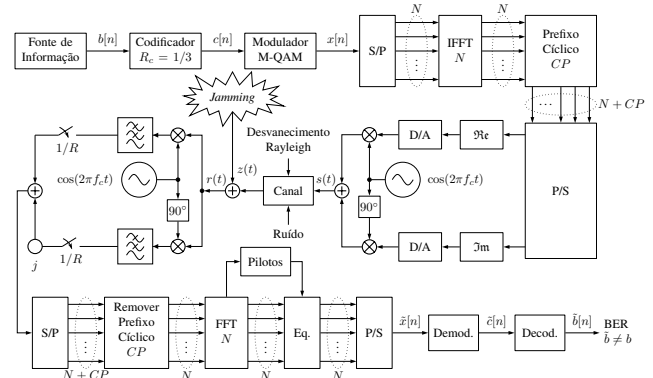 Fonte de
Informação
b[n]
Codificador
R_c = 1/3
c[n]
Modulador
M-QAM
x[n]
S/P
N
⋮
IFFT
N
N
⋮
Prefixo
Cíclico
CP
···
N + CP
P/S
ℜe
D/A
ℑm
D/A
cos(2πf_ct)
90°
s(t)
Canal
Desvanecimento
Rayleigh
Ruído
z(t)
Jamming
r(t)
cos(2πf_ct)
90°
1/R
1/R
j
S/P
⋮
N + CP
Remover
Prefixo
Cíclico
CP
⋮
N
FFT
N
Pilotos
⋮
N
Eq.
⋮
N
P/S
x̃[n]
Demod.
c̃[n]
Decod.
b̃[n]
BER
b̃ ≠ b